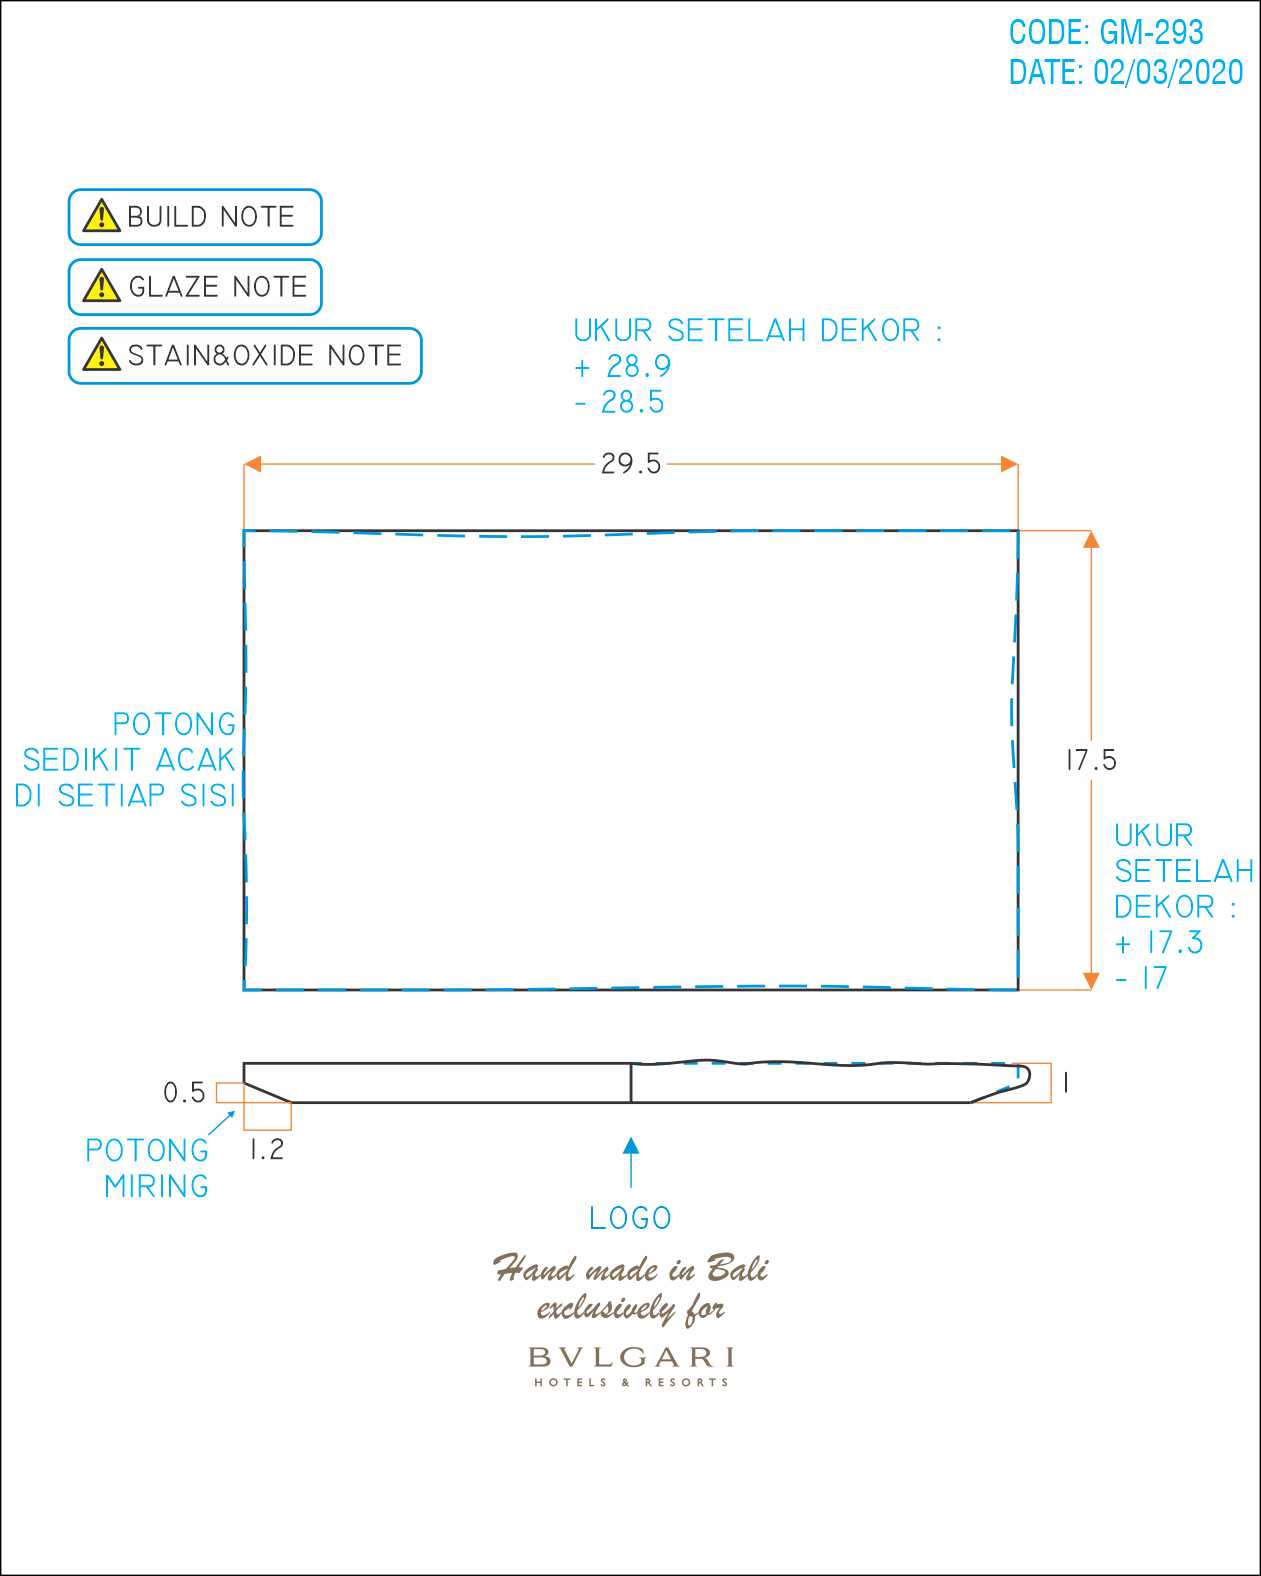 CODE: GM-293
DATE: 02/03/2020
BUILD NOTE
GLAZE NOTE
STAIN&OXIDE NOTE
UKUR SETELAH DEKOR :
+ 28.9
- 28.5
29.5
POTONG
SEDIKIT ACAK
DI SETIAP SISI
17.5
UKUR
SETELAH
DEKOR :
+ 17.3
- 17
0.5
1
1.2
POTONG
MIRING
LOGO
Hand made in Bali
exclusively for
BVLGARI
HOTELS & RESORTS